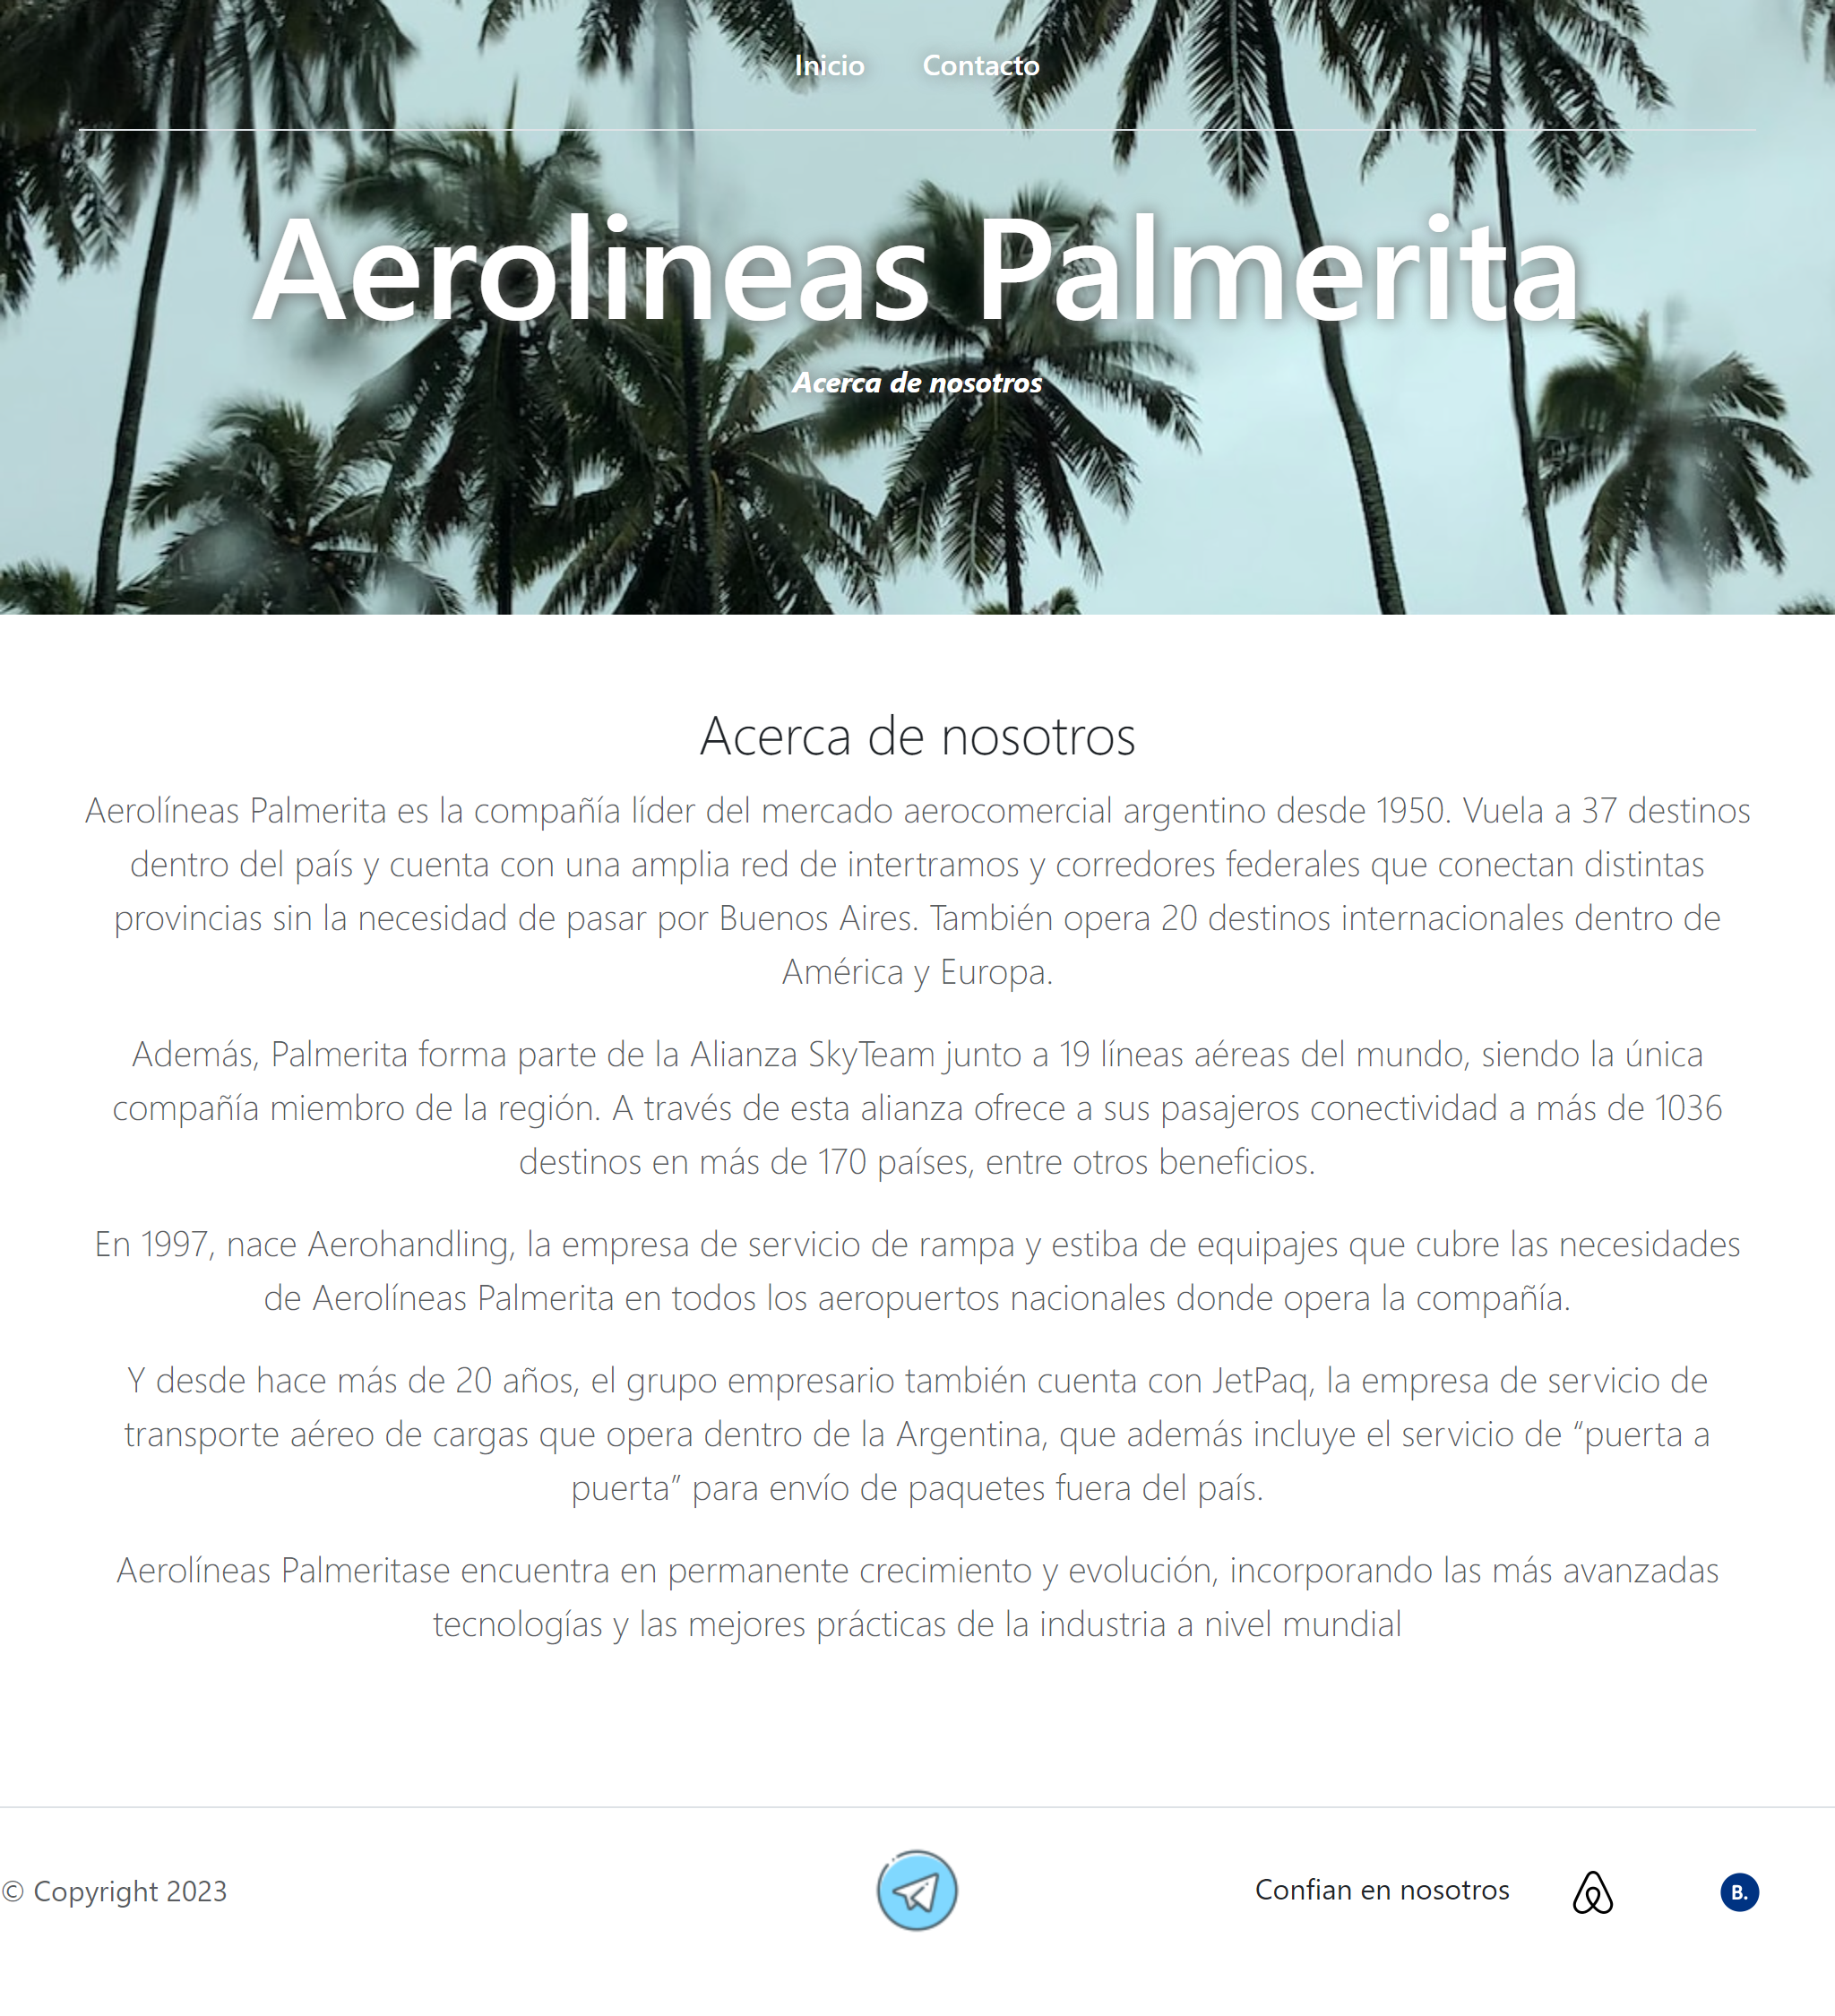 Inicio Contacto
Aerolineas Palmerita
Acerca de nosotros
Acerca de nosotros
Aerolíneas Palmerita es la compañía líder del mercado aerocomercial argentino desde 1950. Vuela a 37 destinos
dentro del país y cuenta con una amplia red de intertramos y corredores federales que conectan distintas
provincias sin la necesidad de pasar por Buenos Aires. También opera 20 destinos internacionales dentro de
América y Europa.
Además, Palmerita forma parte de la Alianza SkyTeam junto a 19 líneas aéreas del mundo, siendo la única
compañía miembro de la región. A través de esta alianza ofrece a sus pasajeros conectividad a más de 1036
destinos en más de 170 países, entre otros beneficios.
En 1997, nace Aerohandling, la empresa de servicio de rampa y estiba de equipajes que cubre las necesidades
de Aerolíneas Palmerita en todos los aeropuertos nacionales donde opera la compañía.
Y desde hace más de 20 años, el grupo empresario también cuenta con JetPaq, la empresa de servicio de
transporte aéreo de cargas que opera dentro de la Argentina, que además incluye el servicio de “puerta a
puerta” para envío de paquetes fuera del país.
Aerolíneas Palmeritase encuentra en permanente crecimiento y evolución, incorporando las más avanzadas
tecnologías y las mejores prácticas de la industria a nivel mundial
© Copyright 2023
Confian en nosotros
B.